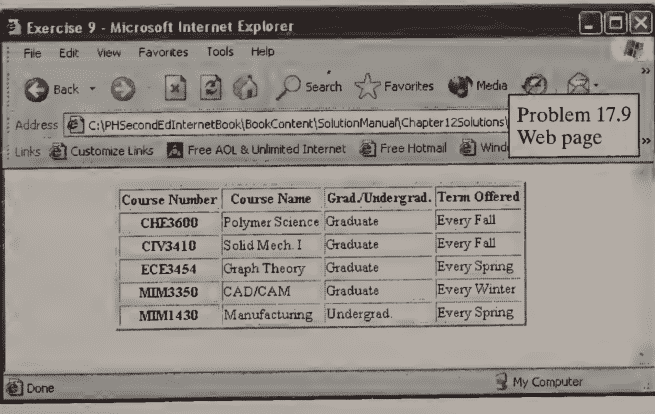 Exercise 9 - Microsoft Internet Explorer
File Edit View Favorites Tools Help
Back Search Favorites Media
Address C:\PHSecondEdInternetBook\BookContent\SolutionManual\Chapter12Solutions\
Links Customize Links Free AOL & Unlimited Internet Free Hotmail Wind
Problem 17.9
Web page
Course Number Course Name Grad./Undergrad. Term Offered
CHE3600 Polymer Science Graduate Every Fall
CIV3410 Solid Mech. I Graduate Every Fall
ECE3454 Graph Theory Graduate Every Spring
MIM3350 CAD/CAM Graduate Every Winter
MIM1430 Manufacturing Undergrad. Every Spring
Done My Computer